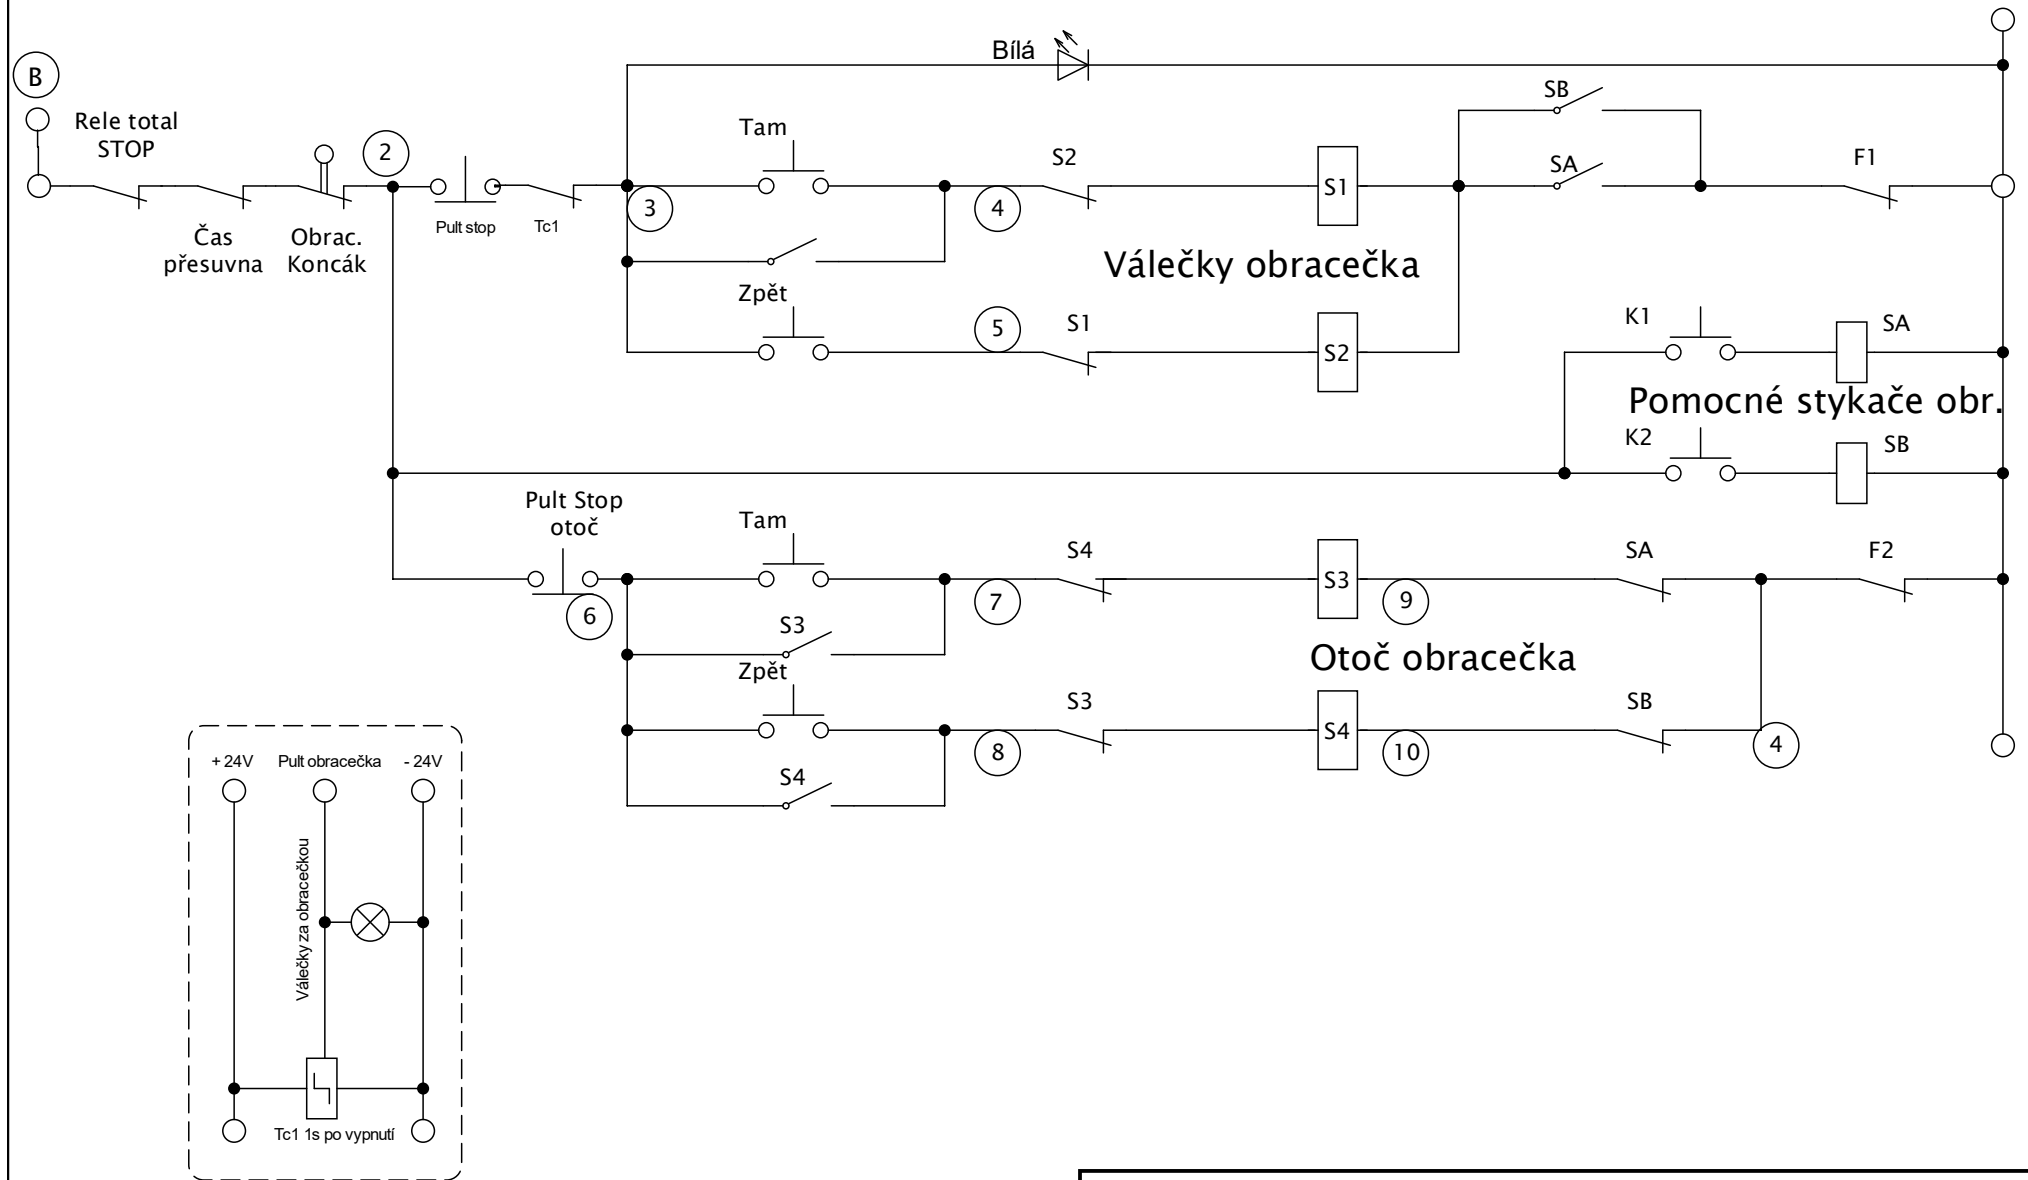 Bílá
B
SB
Rele total
STOP
Tam
2
S2
SA
F1
S1
3
4
Pult stop
Tc1
Čas
přesuvna
Obrac.
Koncák
Válečky obracečka
Zpět
5
S1
K1
SA
S2
Pomocné stykače obr.
K2
SB
Pult Stop
otoč
Tam
S4
SA
F2
S3
6
7
9
S3
Otoč obracečka
Zpět
S3
SB
S4
8
10
4
+ 24V
Pult obracečka
- 24V
S4
Válečky za obracečkou
Tc1 1s po vypnutí